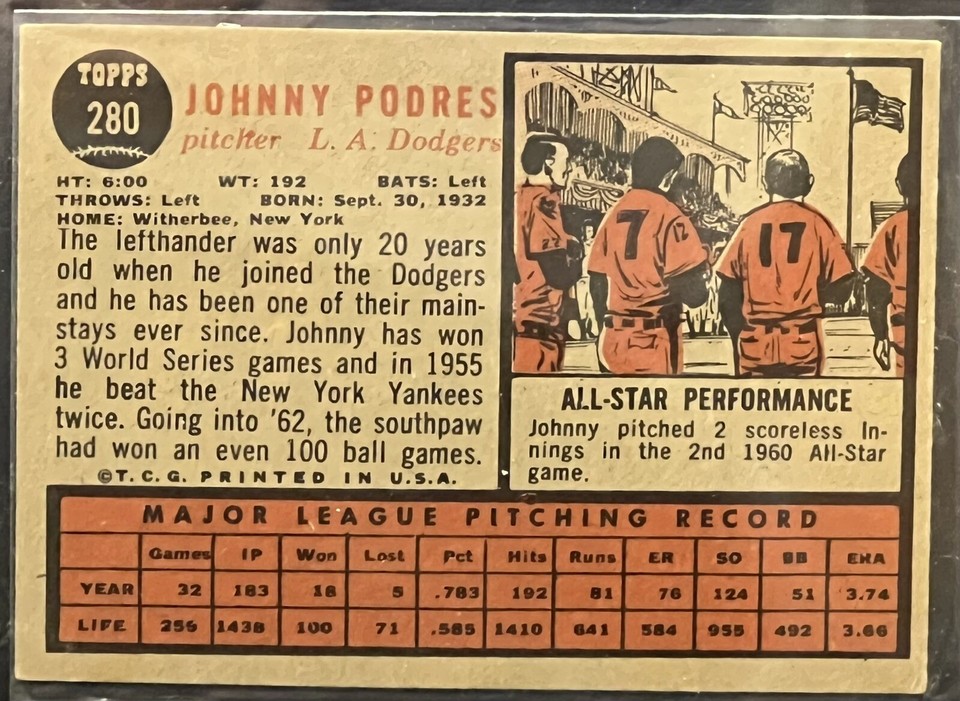 TOPPS
280
JOHNNY PODRES
pitcher L. A. Dodgers
HT: 6:00 WT: 192 BATS: Left
THROWS: Left BORN: Sept. 30, 1932
HOME: Witherbee, New York
The lefthander was only 20 years
old when he joined the Dodgers
and he has been one of their main-
stays ever since. Johnny has won
3 World Series games and in 1955
he beat the New York Yankees
twice. Going into '62, the southpaw
had won an even 100 ball games.
©T.C.G. PRINTED IN U.S.A.
22
7
12
17
ALL-STAR PERFORMANCE
Johnny pitched 2 scoreless In-
nings in the 2nd 1960 All-Star
game.
MAJOR LEAGUE PITCHING RECORD
Games IP Won Lost Pct Hits Runs ER SO BB ERA
YEAR 32 183 18 5 .783 192 81 76 124 51 3.74
LIFE 256 1438 100 71 .585 1410 641 584 955 492 3.66